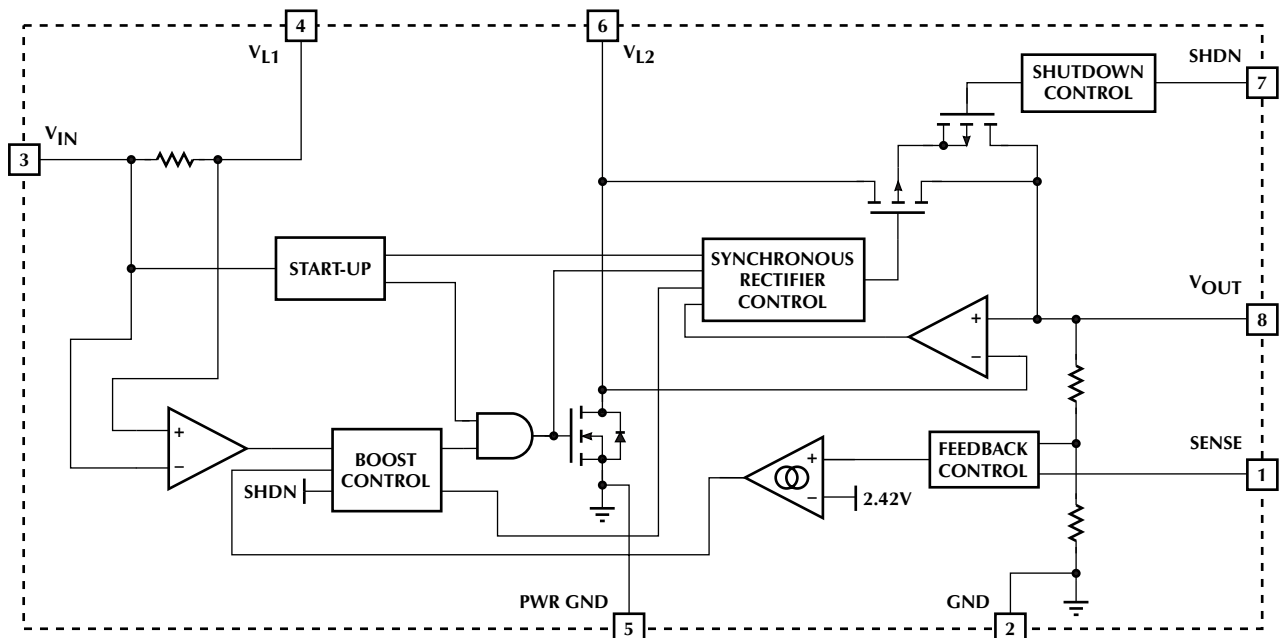 4
VL1
6
VL2
SHDN
7
SHUTDOWN
CONTROL
VIN
3
START-UP
SYNCHRONOUS
RECTIFIER
CONTROL
VOUT
8
+
−
+
−
BOOST
CONTROL
SHDN
+
−
2.42V
FEEDBACK
CONTROL
SENSE
1
PWR GND
5
GND
2